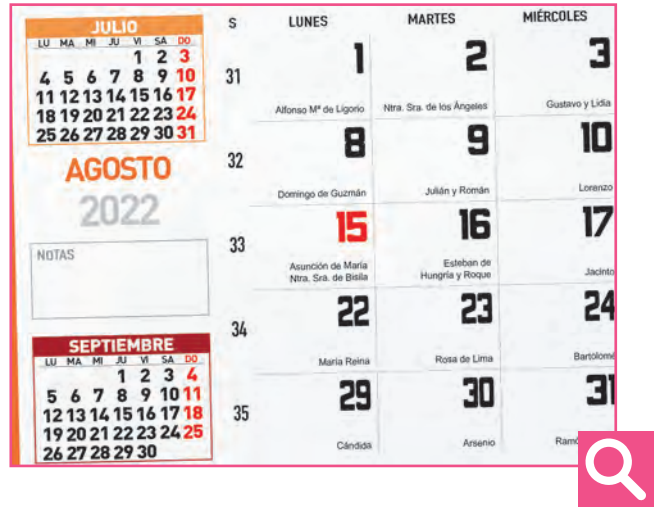 JULIO
LU MA MI JU VI SA DO
1 2 3
4 5 6 7 8 9 10
11 12 13 14 15 16 17
18 19 20 21 22 23 24
25 26 27 28 29 30 31
AGOSTO
2022
NOTAS
SEPTIEMBRE
LU MA MI JU VI SA DO
1 2 3 4
5 6 7 8 9 10 11
12 13 14 15 16 17 18
19 20 21 22 23 24 25
26 27 28 29 30
S LUNES MARTES MIÉRCOLES
31 1 2 3
Alfonso Mª de Ligorio Ntra. Sra. de los Ángeles Gustavo y Lidia
32 8 9 10
Domingo de Guzmán Julián y Román Lorenzo
33 15 16 17
Asunción de María Esteban de
Ntra. Sra. de Bisila Hungría y Roque Jacinto
34 22 23 24
María Reina Rosa de Lima Bartolomé
35 29 30 31
Cándida Arsenio